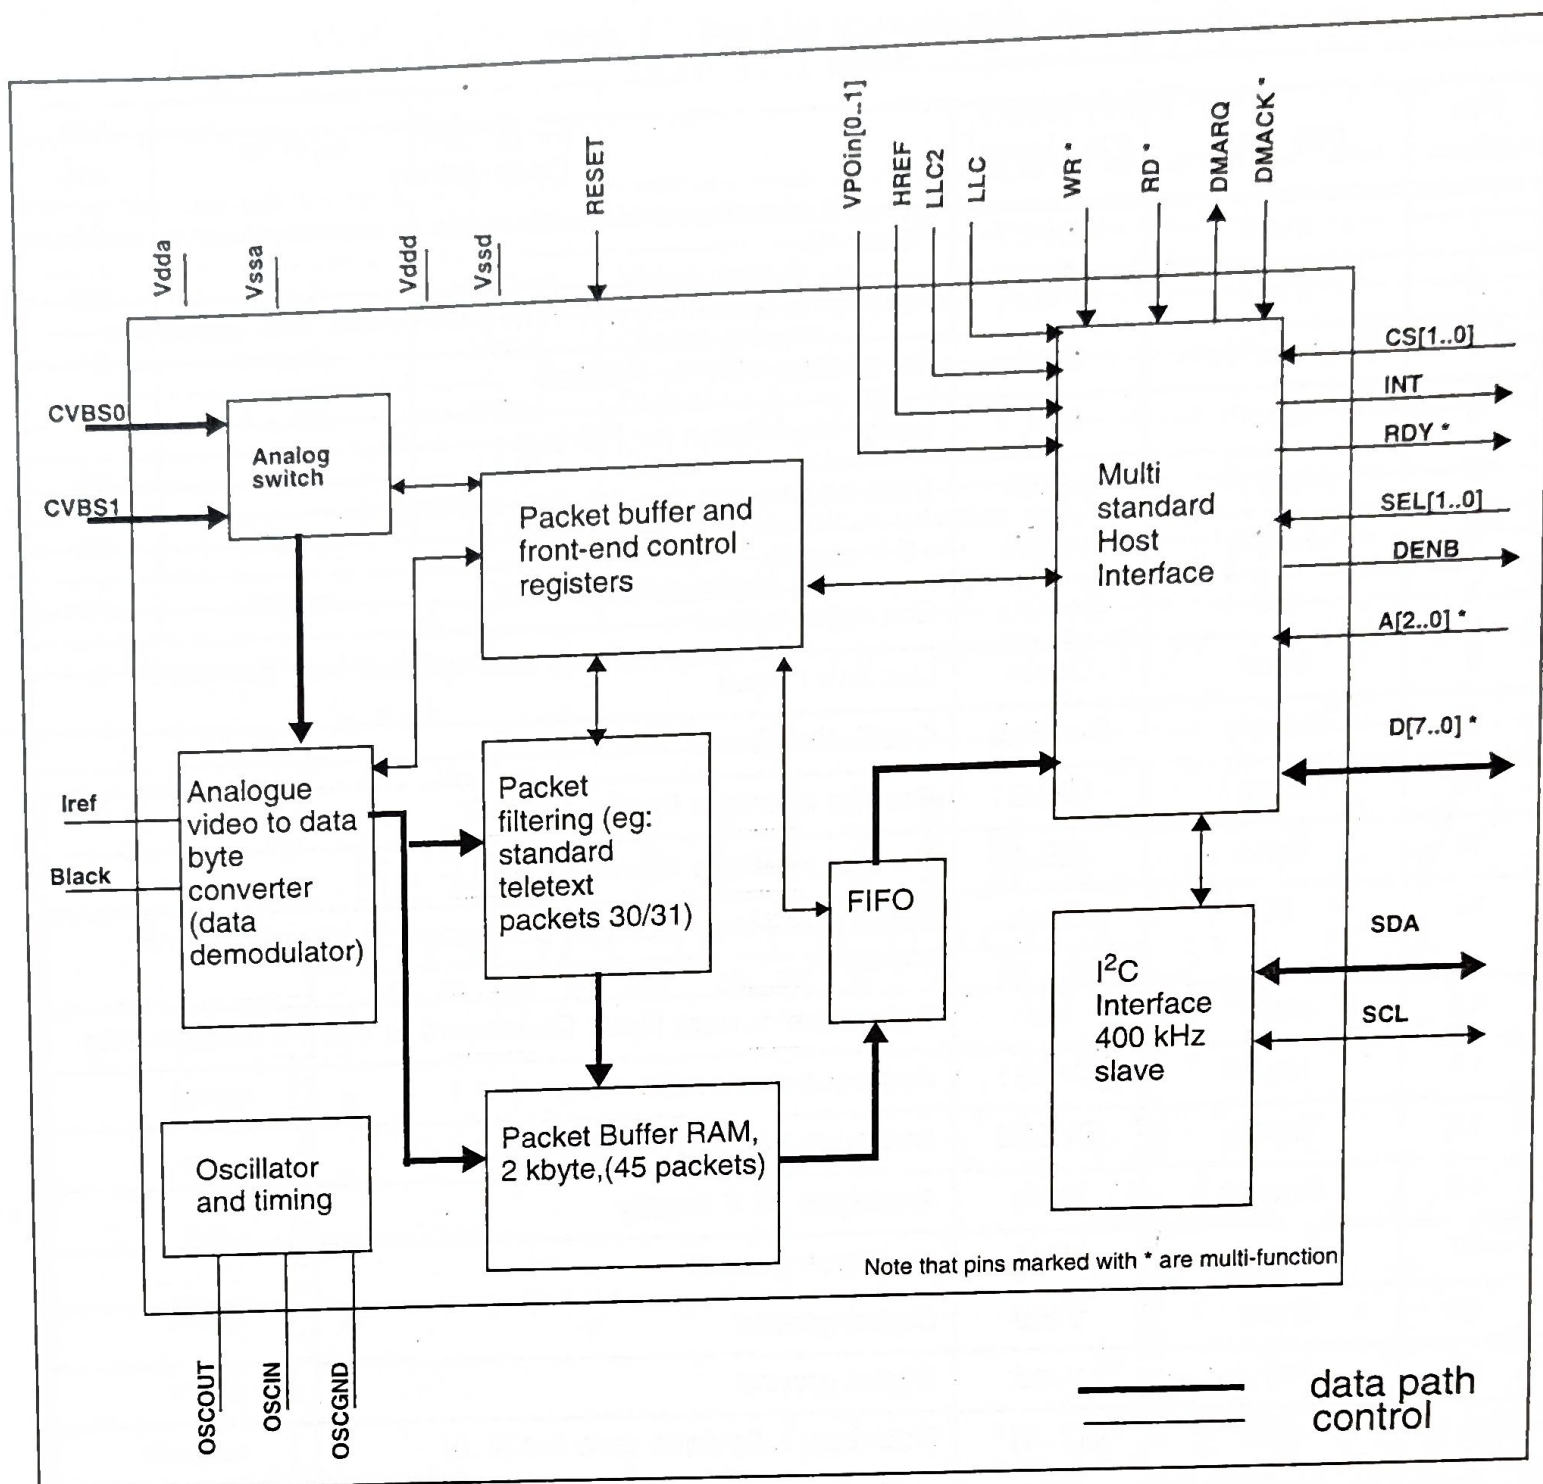 Vdda
Vssa
Vddd
Vssd
RESET
VPOin[0..1]
HREF
LLC2
LLC
WR *
RD *
DMARQ
DMACK *
CS[1..0]
INT
RDY *
SEL[1..0]
DENB
A[2..0] *
D[7..0] *
SDA
SCL
CVBS0
CVBS1
Analog
switch
Packet buffer and
front-end control
registers
Multi
standard
Host
Interface
Iref
Black
Analogue
video to data
byte
converter
(data
demodulator)
Packet
filtering (eg:
standard
teletext
packets 30/31)
FIFO
I²C
Interface
400 kHz
slave
Oscillator
and timing
Packet Buffer RAM,
2 kbyte,(45 packets)
Note that pins marked with * are multi-function
OSCOUT
OSCIN
OSCGND
data path
control